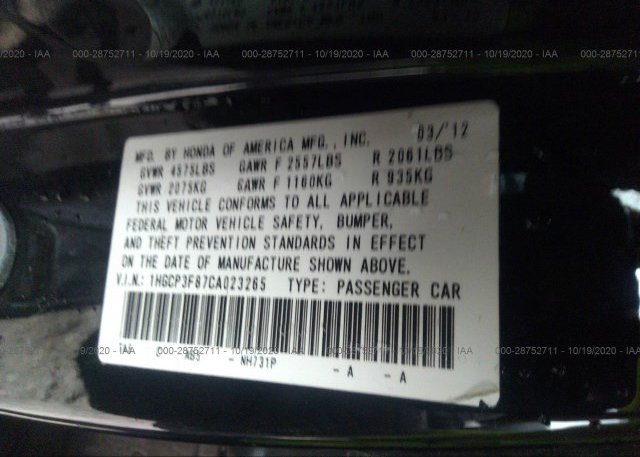 000-28752711 - 10/19/2020 - IAA
MFG. BY HONDA OF AMERICA MFG., INC. 03/'12
GVWR 4575LBS GAWR F 2557LBS R 2061LBS
GVWR 2075KG GAWR F 1160KG R 935KG
THIS VEHICLE CONFORMS TO ALL APPLICABLE
FEDERAL MOTOR VEHICLE SAFETY, BUMPER,
AND THEFT PREVENTION STANDARDS IN EFFECT
ON THE DATE OF MANUFACTURE SHOWN ABOVE.
V.I.N.: 1HGCP3F87CA023265 TYPE: PASSENGER CAR
NH731P - A - A
000-28752711 - 10/19/2020 - IAA